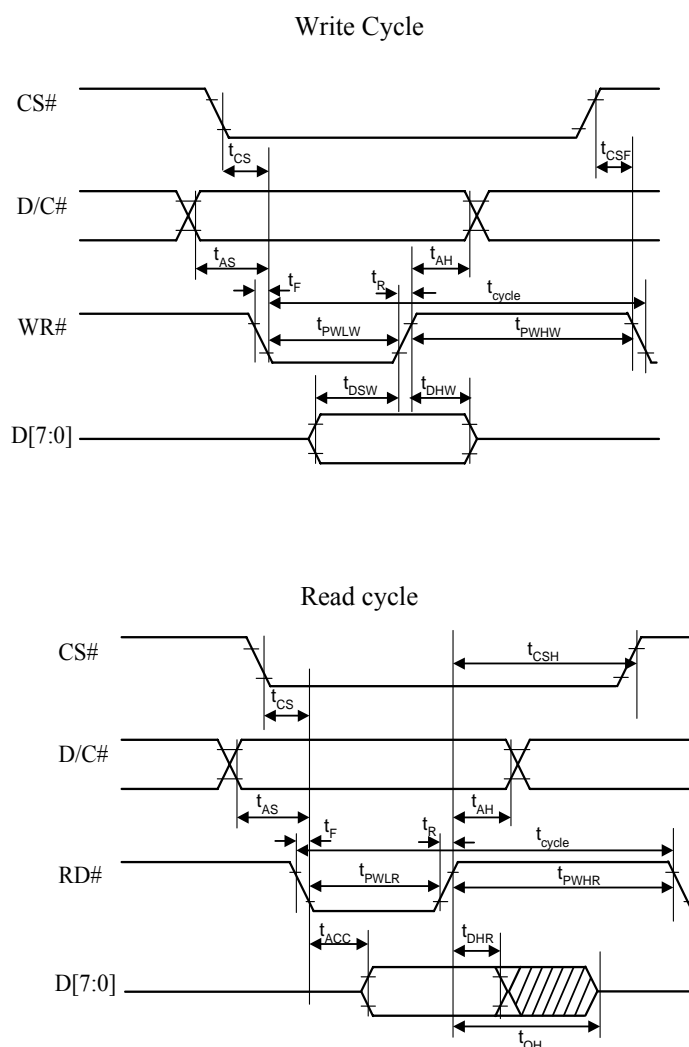 Write Cycle
CS#
tCS
tCSF
D/C#
tAS
tAH
tF
tR
tcycle
WR#
tPWLW
tPWHW
tDSW
tDHW
D[7:0]
Read cycle
CS#
tCSH
tCS
D/C#
tAS
tAH
tF
tR
tcycle
RD#
tPWLR
tPWHR
tACC
tDHR
D[7:0]
tOH